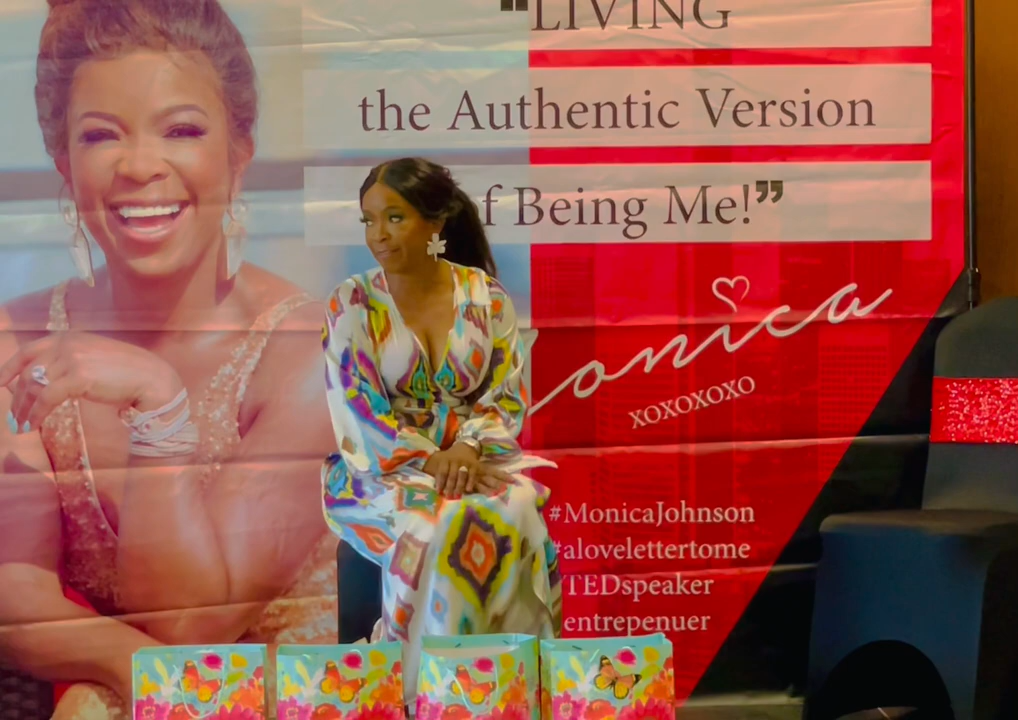 "LIVING
the Authentic Version
f Being Me!"
onica
XOXOXOXO
#MonicaJohnson
#alovelettertome
TEDspeaker
entrepenuer